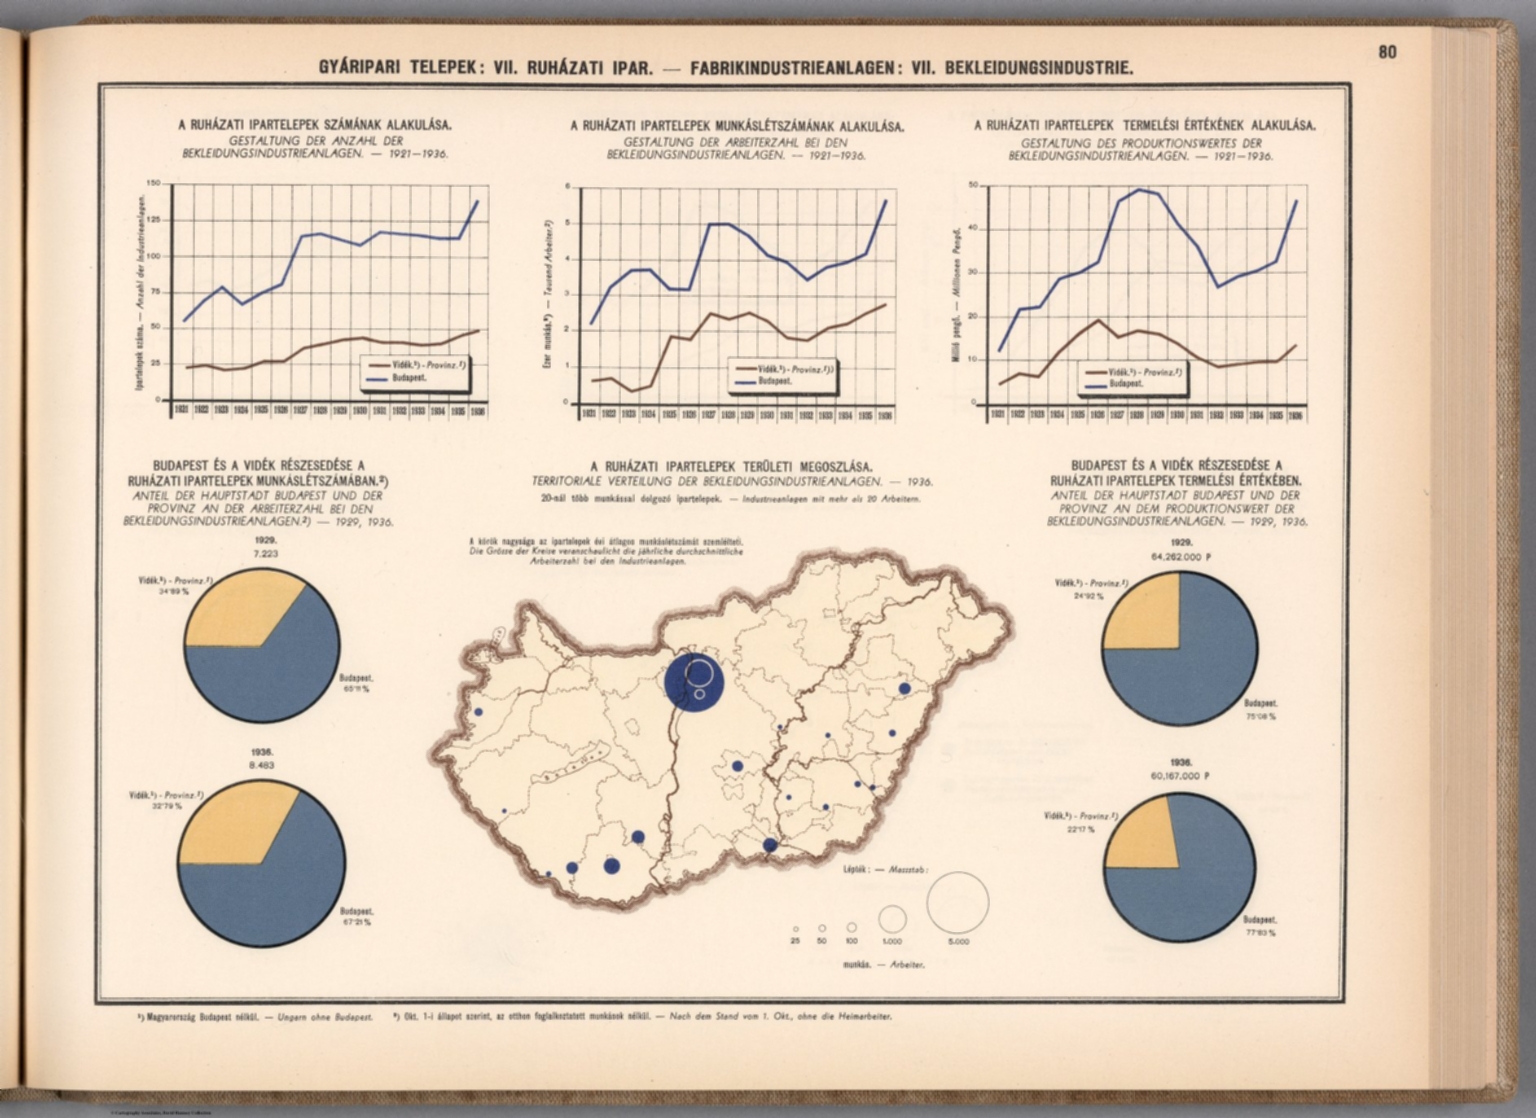 80
GYÁRIPARI TELEPEK: VII. RUHÁZATI IPAR. — FABRIKINDUSTRIEANLAGEN: VII. BEKLEIDUNGSINDUSTRIE.
A RUHÁZATI IPARTELEPEK SZÁMÁNAK ALAKULÁSA.
GESTALTUNG DER ANZAHL DER
BEKLEIDUNGSINDUSTRIEANLAGEN. — 1921–1936.
150
125
100
75
50
25
0
Ipartelepek száma. — Anzahl der Industrieanlagen.
Vidék.¹) - Provinz.¹)
Budapest.
1921 1922 1923 1924 1925 1926 1927 1928 1929 1930 1931 1932 1933 1934 1935 1936
A RUHÁZATI IPARTELEPEK MUNKÁSLÉTSZÁMÁNAK ALAKULÁSA.
GESTALTUNG DER ARBEITERZAHL BEI DEN
BEKLEIDUNGSINDUSTRIEANLAGEN. — 1921–1936.
6
5
4
3
2
1
0
Ezer munkás.²) — Tausend Arbeiter.²)
Vidék.¹) - Provinz.¹))
Budapest.
1921 1922 1923 1924 1925 1926 1927 1928 1929 1930 1931 1932 1933 1934 1935 1936
A RUHÁZATI IPARTELEPEK TERMELÉSI ÉRTÉKÉNEK ALAKULÁSA.
GESTALTUNG DES PRODUKTIONSWERTES DER
BEKLEIDUNGSINDUSTRIEANLAGEN. — 1921–1936.
50
40
30
20
10
0
Millió pengő. — Millionen Pengő.
Vidék.¹) - Provinz.¹)
Budapest.
1921 1922 1923 1924 1925 1926 1927 1928 1929 1930 1931 1932 1933 1934 1935 1936
BUDAPEST ÉS A VIDÉK RÉSZESEDÉSE A
RUHÁZATI IPARTELEPEK MUNKÁSLÉTSZÁMÁBAN.²)
ANTEIL DER HAUPTSTADT BUDAPEST UND DER
PROVINZ AN DER ARBEITERZAHL BEI DEN
BEKLEIDUNGSINDUSTRIEANLAGEN.²) — 1929, 1936.
1929.
7.223
Vidék.¹) - Provinz.¹)
34·89 %
Budapest.
65·11 %
1936.
8.483
Vidék.¹) - Provinz.¹)
32·79 %
Budapest.
67·21 %
A RUHÁZATI IPARTELEPEK TERÜLETI MEGOSZLÁSA.
TERRITORIALE VERTEILUNG DER BEKLEIDUNGSINDUSTRIEANLAGEN. — 1936.
20-nál több munkással dolgozó ipartelepek. — Industrieanlagen mit mehr als 20 Arbeitern.
A körök nagysága az ipartelepek évi átlagos munkáslétszámát szemlélteti.
Die Grösse der Kreise veranschaulicht die jährliche durchschnittliche
Arbeiterzahl bei den Industrieanlagen.
Lépték: — Massstab:
25 50 100 1.000 5.000
munkás. — Arbeiter.
BUDAPEST ÉS A VIDÉK RÉSZESEDÉSE A
RUHÁZATI IPARTELEPEK TERMELÉSI ÉRTÉKÉBEN.
ANTEIL DER HAUPTSTADT BUDAPEST UND DER
PROVINZ AN DEM PRODUKTIONSWERT DER
BEKLEIDUNGSINDUSTRIEANLAGEN. — 1929, 1936.
1929.
64,262.000 P
Vidék.¹) - Provinz.¹)
24·92 %
Budapest.
75·08 %
1936.
60,167.000 P
Vidék.¹) - Provinz.¹)
22·17 %
Budapest.
77·83 %
¹) Magyarország Budapest nélkül. — Ungarn ohne Budapest. ²) Okt. 1-i állapot szerint, az otthon foglalkoztatott munkások nélkül. — Nach dem Stand vom 1. Okt., ohne die Heimarbeiter.